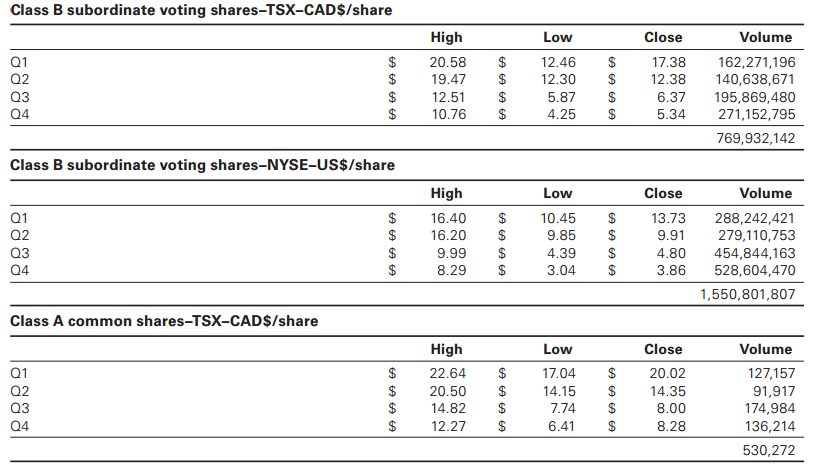 Class B subordinate voting shares–TSX–CAD$/share
High Low Close Volume
Q1 $ 20.58 $ 12.46 $ 17.38 162,271,196
Q2 $ 19.47 $ 12.30 $ 12.38 140,638,671
Q3 $ 12.51 $ 5.87 $ 6.37 195,869,480
Q4 $ 10.76 $ 4.25 $ 5.34 271,152,795
769,932,142
Class B subordinate voting shares–NYSE–US$/share
High Low Close Volume
Q1 $ 16.40 $ 10.45 $ 13.73 288,242,421
Q2 $ 16.20 $ 9.85 $ 9.91 279,110,753
Q3 $ 9.99 $ 4.39 $ 4.80 454,844,163
Q4 $ 8.29 $ 3.04 $ 3.86 528,604,470
1,550,801,807
Class A common shares–TSX–CAD$/share
High Low Close Volume
Q1 $ 22.64 $ 17.04 $ 20.02 127,157
Q2 $ 20.50 $ 14.15 $ 14.35 91,917
Q3 $ 14.82 $ 7.74 $ 8.00 174,984
Q4 $ 12.27 $ 6.41 $ 8.28 136,214
530,272